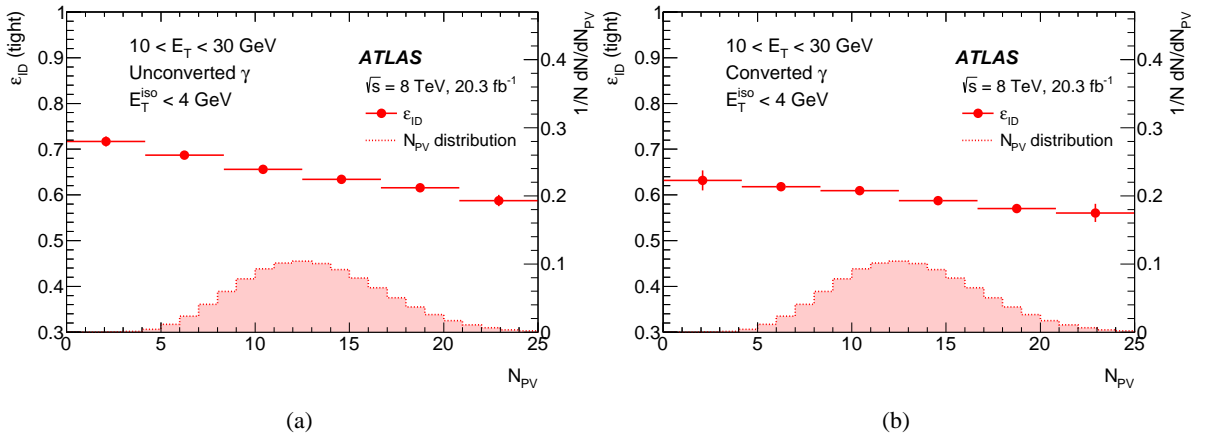 ε_ID (tight)
1
0.9
0.8
0.7
0.6
0.5
0.4
0.3
10 < E_T < 30 GeV
Unconverted γ
E_T^iso < 4 GeV
ATLAS
√s = 8 TeV, 20.3 fb⁻¹
ε_ID
N_PV distribution
1/N dN/dN_PV
0.4
0.3
0.2
0.1
0
0 5 10 15 20 25
N_PV
(a)
ε_ID (tight)
1
0.9
0.8
0.7
0.6
0.5
0.4
0.3
10 < E_T < 30 GeV
Converted γ
E_T^iso < 4 GeV
ATLAS
√s = 8 TeV, 20.3 fb⁻¹
ε_ID
N_PV distribution
1/N dN/dN_PV
0.4
0.3
0.2
0.1
0
0 5 10 15 20 25
N_PV
(b)